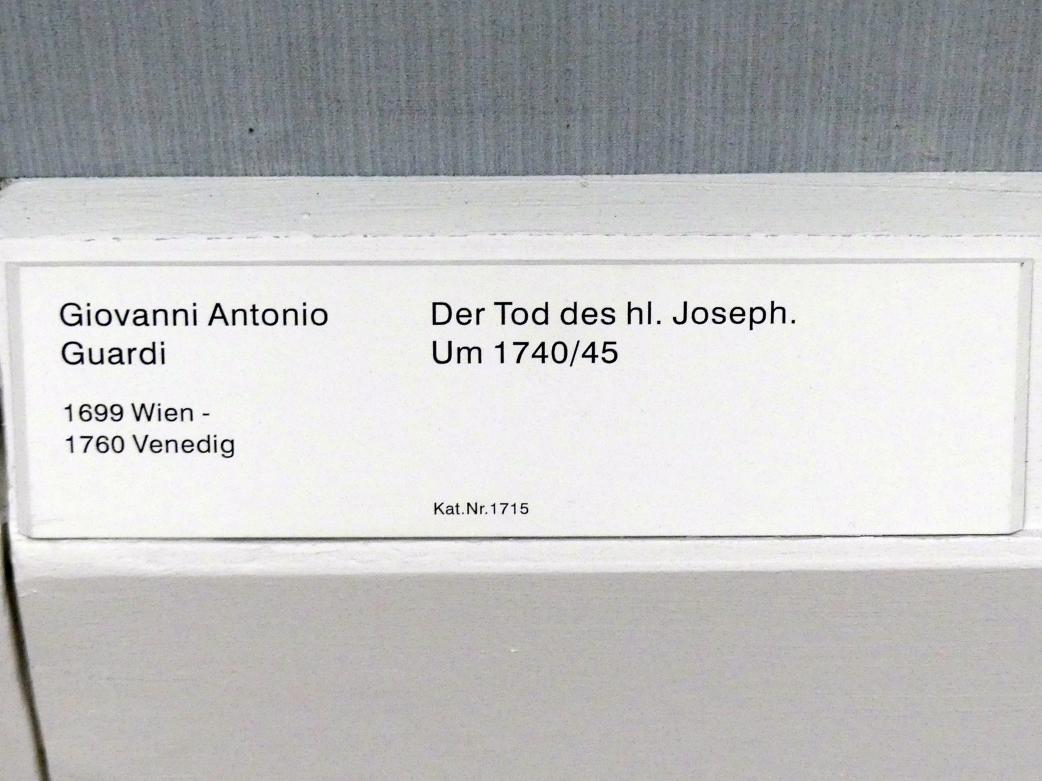 Giovanni Antonio
Guardi
1699 Wien -
1760 Venedig
Der Tod des hl. Joseph.
Um 1740/45
Kat.Nr.1715